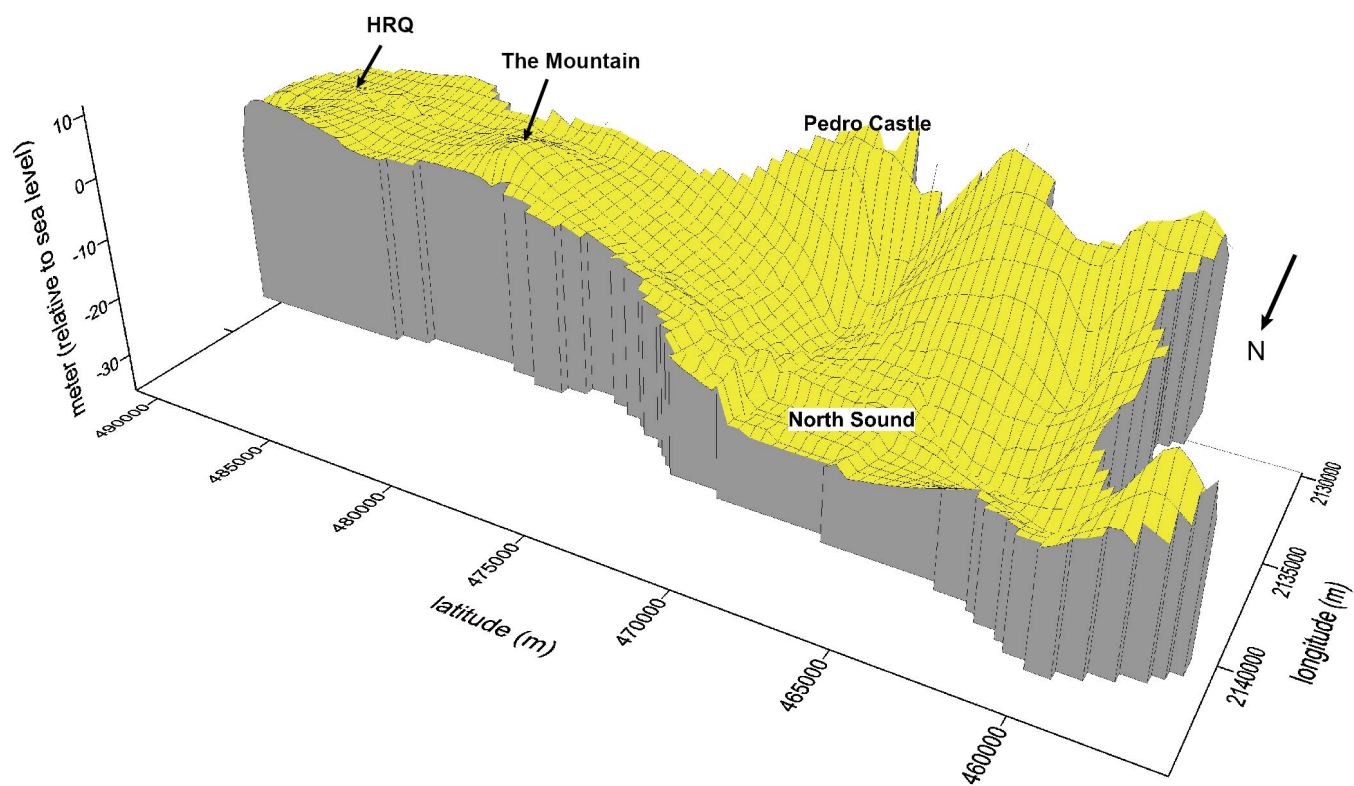 HRQ
The Mountain
Pedro Castle
10
0
-10
-20
-30
meter (relative to sea level)
N
North Sound
490000
485000
480000
475000
470000
465000
460000
latitude (m)
2130000
2135000
2140000
longitude (m)